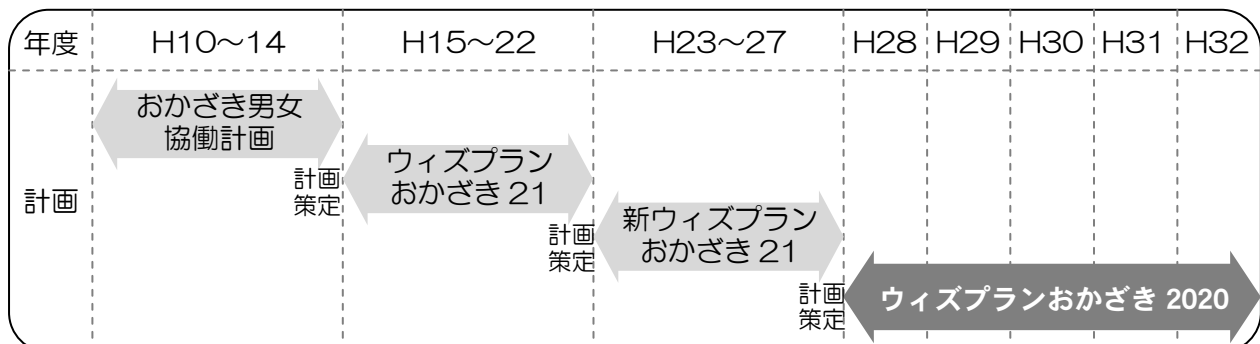 年度 H10~14 H15~22 H23~27 H28 H29 H30 H31 H32
計画
おかざき男女
協働計画
計画
策定
ウィズプラン
おかざき 21
計画
策定
新ウィズプラン
おかざき 21
計画
策定
ウィズプランおかざき 2020